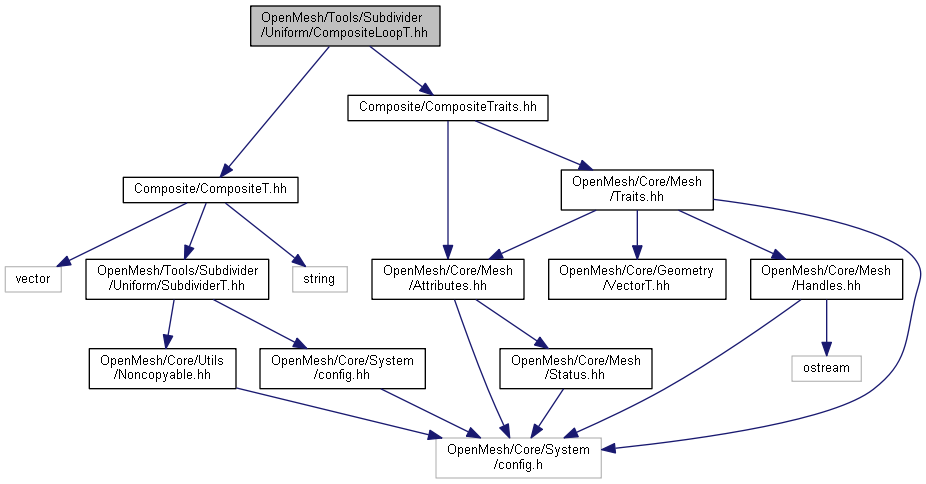 OpenMesh/Tools/Subdivider
/Uniform/CompositeLoopT.hh
Composite/CompositeTraits.hh
Composite/CompositeT.hh
OpenMesh/Core/Mesh
/Traits.hh
vector
OpenMesh/Tools/Subdivider
/Uniform/SubdividerT.hh
string
OpenMesh/Core/Mesh
/Attributes.hh
OpenMesh/Core/Geometry
/VectorT.hh
OpenMesh/Core/Mesh
/Handles.hh
OpenMesh/Core/Utils
/Noncopyable.hh
OpenMesh/Core/System
/config.hh
OpenMesh/Core/Mesh
/Status.hh
ostream
OpenMesh/Core/System
/config.h